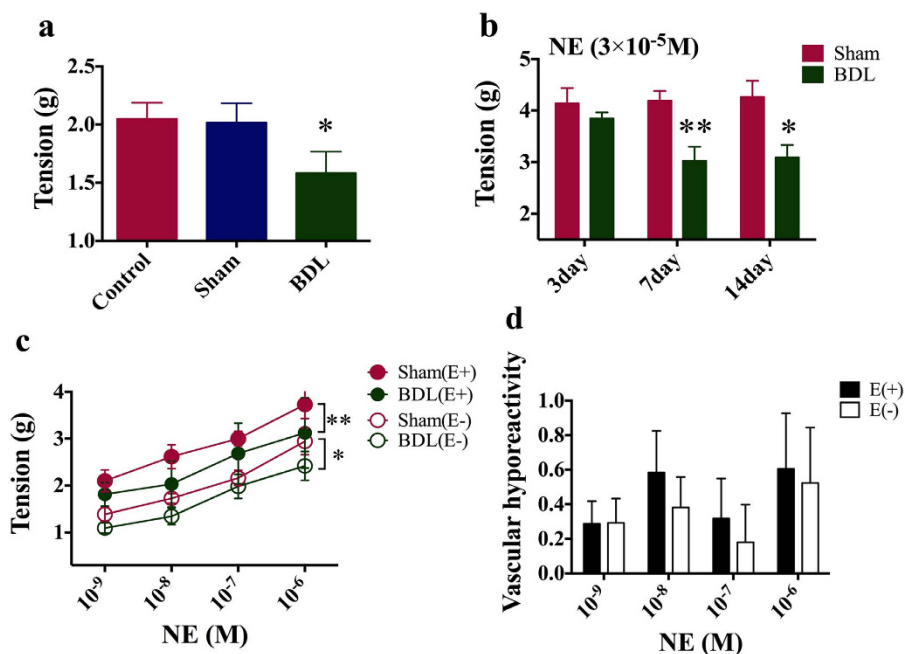 a
Tension (g)
2.5
2.0
1.5
1.0
*
Control
Sham
BDL
b
NE (3×10⁻⁵M)
Sham
BDL
Tension (g)
5
4
3
2
**
*
3day
7day
14day
c
Sham(E+)
BDL(E+)
Sham(E-)
BDL(E-)
Tension (g)
4
3
2
1
**
*
10⁻⁹
10⁻⁸
10⁻⁷
10⁻⁶
NE (M)
d
E(+)
E(-)
Vascular hyporeactivity
1.0
0.8
0.6
0.4
0.2
0.0
10⁻⁹
10⁻⁸
10⁻⁷
10⁻⁶
NE (M)